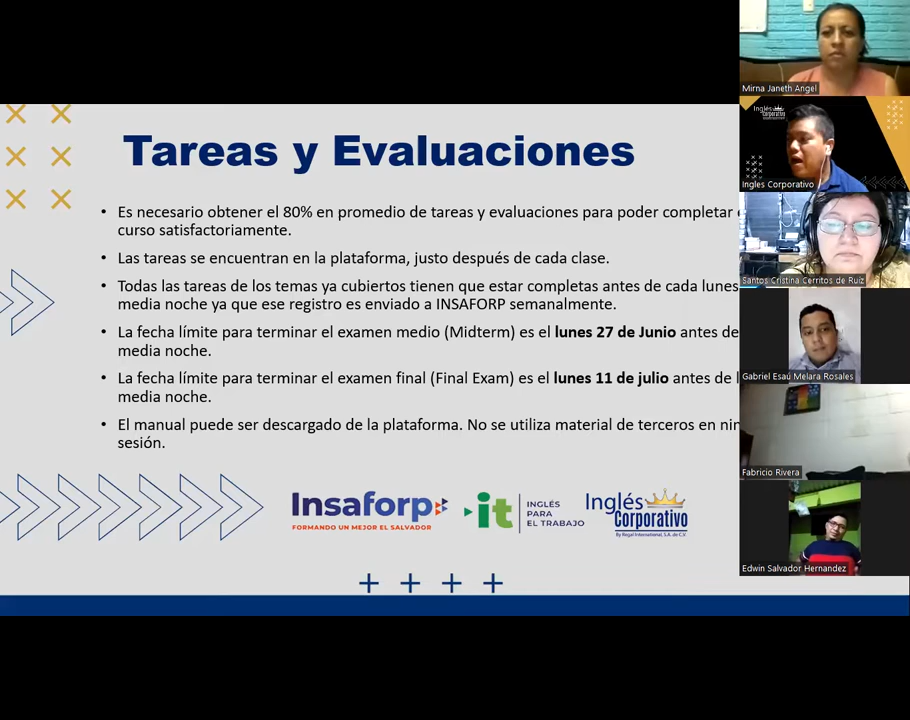 Tareas y Evaluaciones
• Es necesario obtener el 80% en promedio de tareas y evaluaciones para poder completar
curso satisfactoriamente.
• Las tareas se encuentran en la plataforma, justo después de cada clase.
• Todas las tareas de los temas ya cubiertos tienen que estar completas antes de cada lunes
media noche ya que ese registro es enviado a INSAFORP semanalmente.
• La fecha límite para terminar el examen medio (Midterm) es el lunes 27 de Junio antes de
media noche.
• La fecha límite para terminar el examen final (Final Exam) es el lunes 11 de julio antes de
media noche.
• El manual puede ser descargado de la plataforma. No se utiliza material de terceros en
sesión.
Insaforp
FORMANDO UN MEJOR EL SALVADOR
it
INGLÉS
PARA
EL TRABAJO
Inglés
Corporativo
By Regal International, S.A. de C.V.
Mirna Janeth Angel
Inglés
Corporativo
Ingles Corporativo
Santos Cristina Cerritos de Ruiz
Gabriel Esaú Melara Rosales
Fabricio Rivera
Edwin Salvador Hernandez